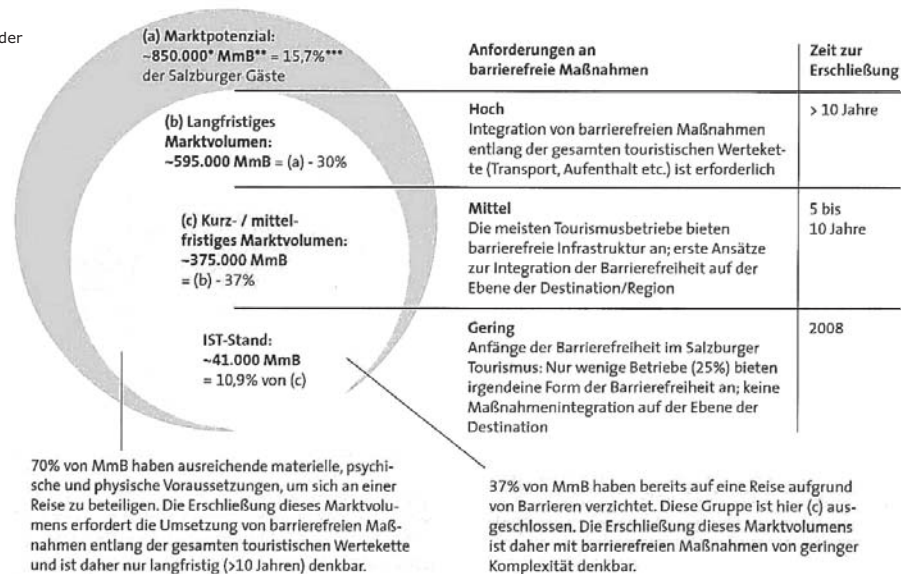 der
(a) Marktpotenzial:
~850.000* MmB** = 15,7%***
der Salzburger Gäste
(b) Langfristiges
Marktvolumen:
~595.000 MmB = (a) - 30%
(c) Kurz- / mittel-
fristiges Marktvolumen:
~375.000 MmB
= (b) - 37%
IST-Stand:
~41.000 MmB
= 10,9% von (c)
Anforderungen an
barrierefreie Maßnahmen
Zeit zur
Erschließung
Hoch
Integration von barrierefreien Maßnahmen
entlang der gesamten touristischen Werteket-
te (Transport, Aufenthalt etc.) ist erforderlich
> 10 Jahre
Mittel
Die meisten Tourismusbetriebe bieten
barrierefreie Infrastruktur an; erste Ansätze
zur Integration der Barrierefreiheit auf der
Ebene der Destination/Region
5 bis
10 Jahre
Gering
Anfänge der Barrierefreiheit im Salzburger
Tourismus: Nur wenige Betriebe (25%) bieten
irgendeine Form der Barrierefreiheit an; keine
Maßnahmenintegration auf der Ebene der
Destination
2008
70% von MmB haben ausreichende materielle, psychi-
sche und physische Voraussetzungen, um sich an einer
Reise zu beteiligen. Die Erschließung dieses Marktvolu-
mens erfordert die Umsetzung von barrierefreien Maß-
nahmen entlang der gesamten touristischen Wertekette
und ist daher nur langfristig (>10 Jahren) denkbar.
37% von MmB haben bereits auf eine Reise aufgrund
von Barrieren verzichtet. Diese Gruppe ist hier (c) aus-
geschlossen. Die Erschließung dieses Marktvolumens
ist daher mit barrierefreien Maßnahmen von geringer
Komplexität denkbar.